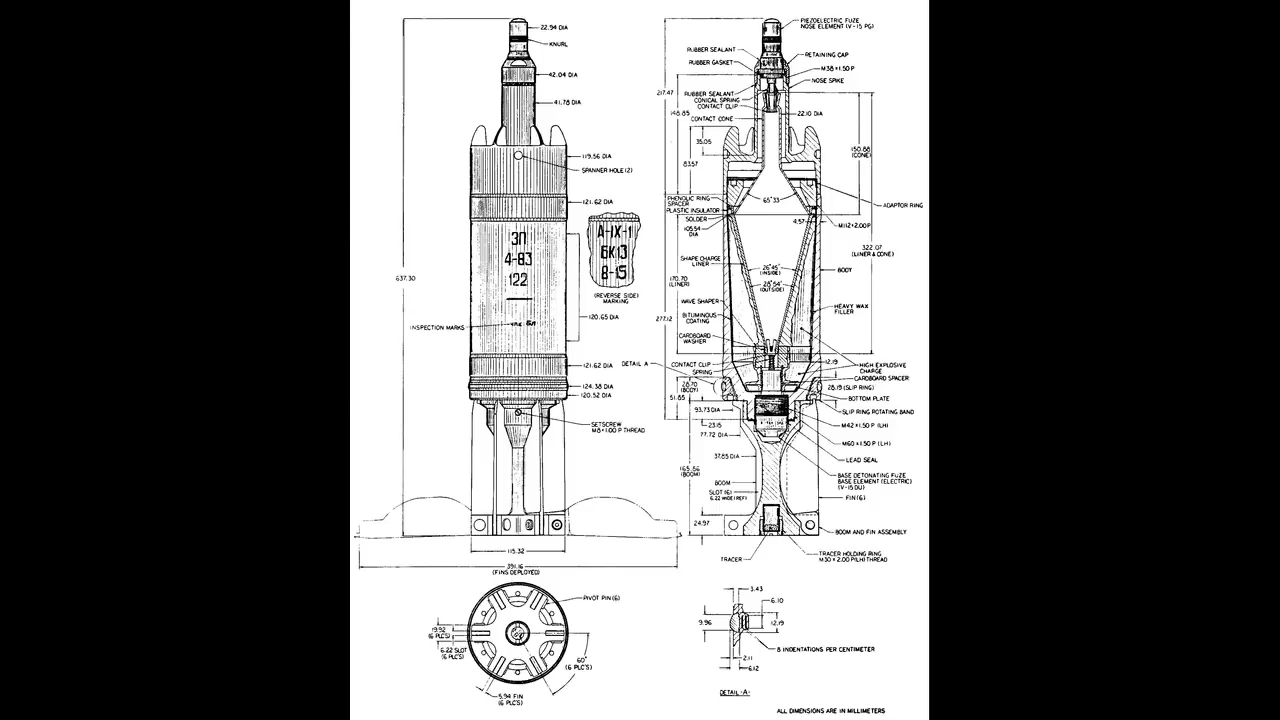 22.94 DIA
KNURL
42.04 DIA
41.78 DIA
119.56 DIA
SPANNER HOLE (2)
121.62 DIA
ЗП
4-83
122
А-IX-1
БК13
8-15
(REVERSE SIDE)
MARKING
637.30
INSPECTION MARKS
120.65 DIA
121.62 DIA
124.38 DIA
120.52 DIA
SETSCREW
M8 × 1.00 P THREAD
115.32
391.16
(FINS DEPLOYED)
PIEZOELECTRIC FUZE
NOSE ELEMENT (V-15 PG)
RUBBER SEALANT
RETAINING CAP
RUBBER GASKET
M38 × 1.50 P
NOSE SPIKE
217.47
RUBBER SEALANT
CONICAL SPRING
CONTACT CLIP
148.85
CONTACT CONE
22.10 DIA
35.05
150.88
(CONE)
83.57
65° 33'
PHENOLIC RING
SPACER
PLASTIC INSULATOR
ADAPTOR RING
SOLDER
4.57
105.54
DIA
M112 × 2.00 P
322.07
(LINER & CONE)
SHAPE CHARGE
LINER
26° 45'
(INSIDE)
BODY
170.70
(LINER)
28° 54'
(OUTSIDE)
WAVE SHAPER
HEAVY WAX
FILLER
277.12
BITUMINOUS
COATING
CARDBOARD
WASHER
DETAIL A
CONTACT CLIP
12.19
SPRING
HIGH EXPLOSIVE
CHARGE
CARDBOARD SPACER
28.70
(BODY)
28.19 (SLIP RING)
51.85
BOTTOM PLATE
93.73 DIA
SLIP RING ROTATING BAND
23.15
M42 × 1.50 P (LH)
77.72 DIA
M60 × 1.50 P (LH)
37.85 DIA
LEAD SEAL
165.56
(BOOM)
BASE DETONATING FUZE
BASE ELEMENT (ELECTRIC)
(V-15 DU)
BOOM
SLOT (6)
6.22 WIDE (REF)
FIN (6)
24.97
BOOM AND FIN ASSEMBLY
TRACER
TRACER HOLDING RING
M30 × 2.00 P(LH) THREAD
PIVOT PIN (6)
19.92
(6 PLC'S)
6.22 SLOT
(6 PLC'S)
60°
(6 PLC'S)
5.94 FIN
(6 PLC'S)
3.43
6.10
9.96
12.19
8 INDENTATIONS PER CENTIMETER
2.11
6.12
DETAIL -A-
ALL DIMENSIONS ARE IN MILLIMETERS